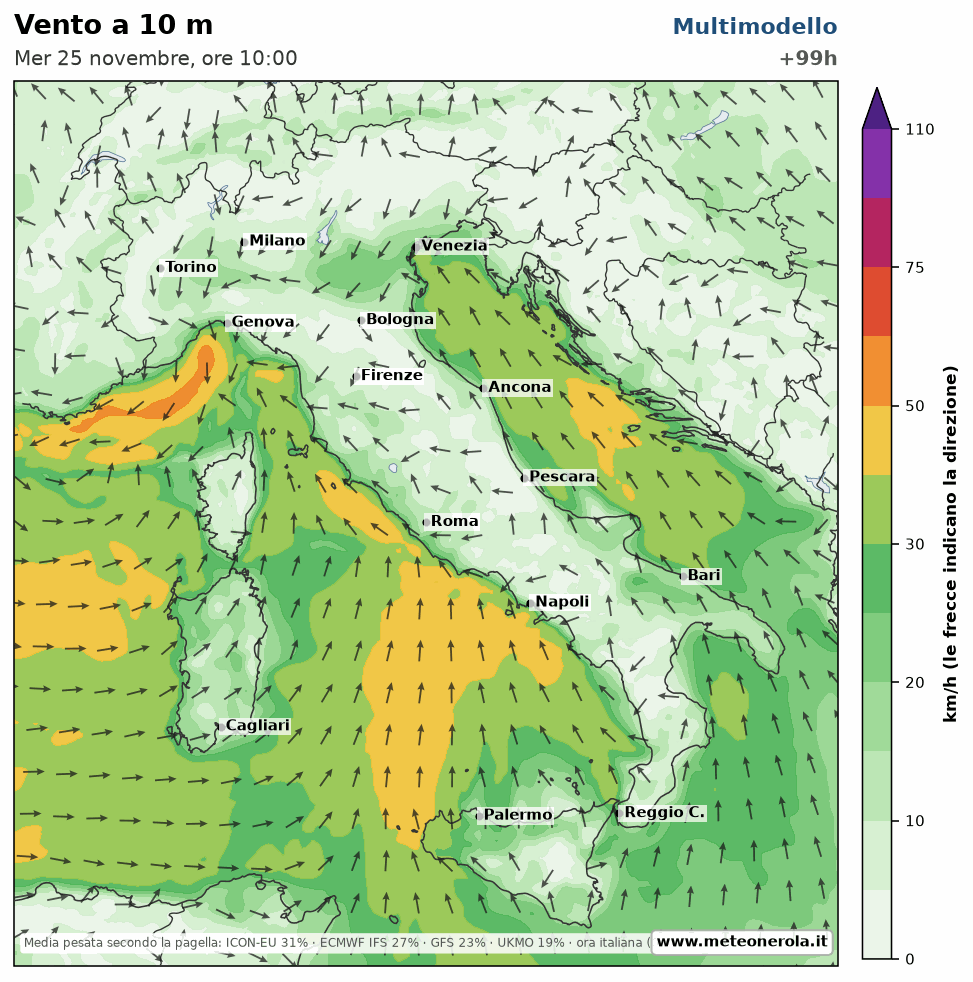 Vento a 10 m
Multimodello
Mer 25 novembre, ore 10:00
+99h
Venezia
Milano
Torino
Genova
Bologna
Firenze
Ancona
Pescara
Roma
Bari
Napoli
Cagliari
Palermo
Reggio C.
110
75
50
30
20
10
0
km/h (le frecce indicano la direzione)
Media pesata secondo la pagella: ICON-EU 31% · ECMWF IFS 27% · GFS 23% · UKMO 19% · ora italiana (
www.meteonerola.it